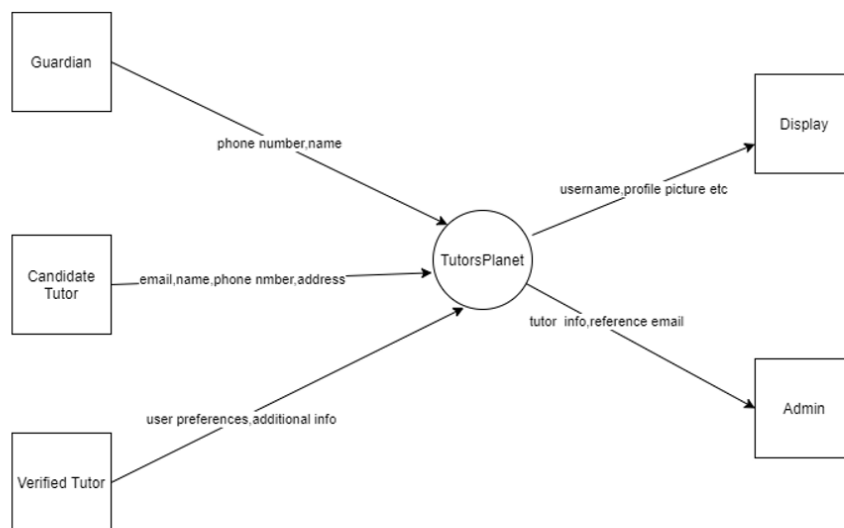 Guardian
Display
phone number,name
username,profile picture etc
Candidate
Tutor
email,name,phone nmber,address
TutorsPlanet
tutor info,reference email
Admin
user preferences,additional info
Verified Tutor